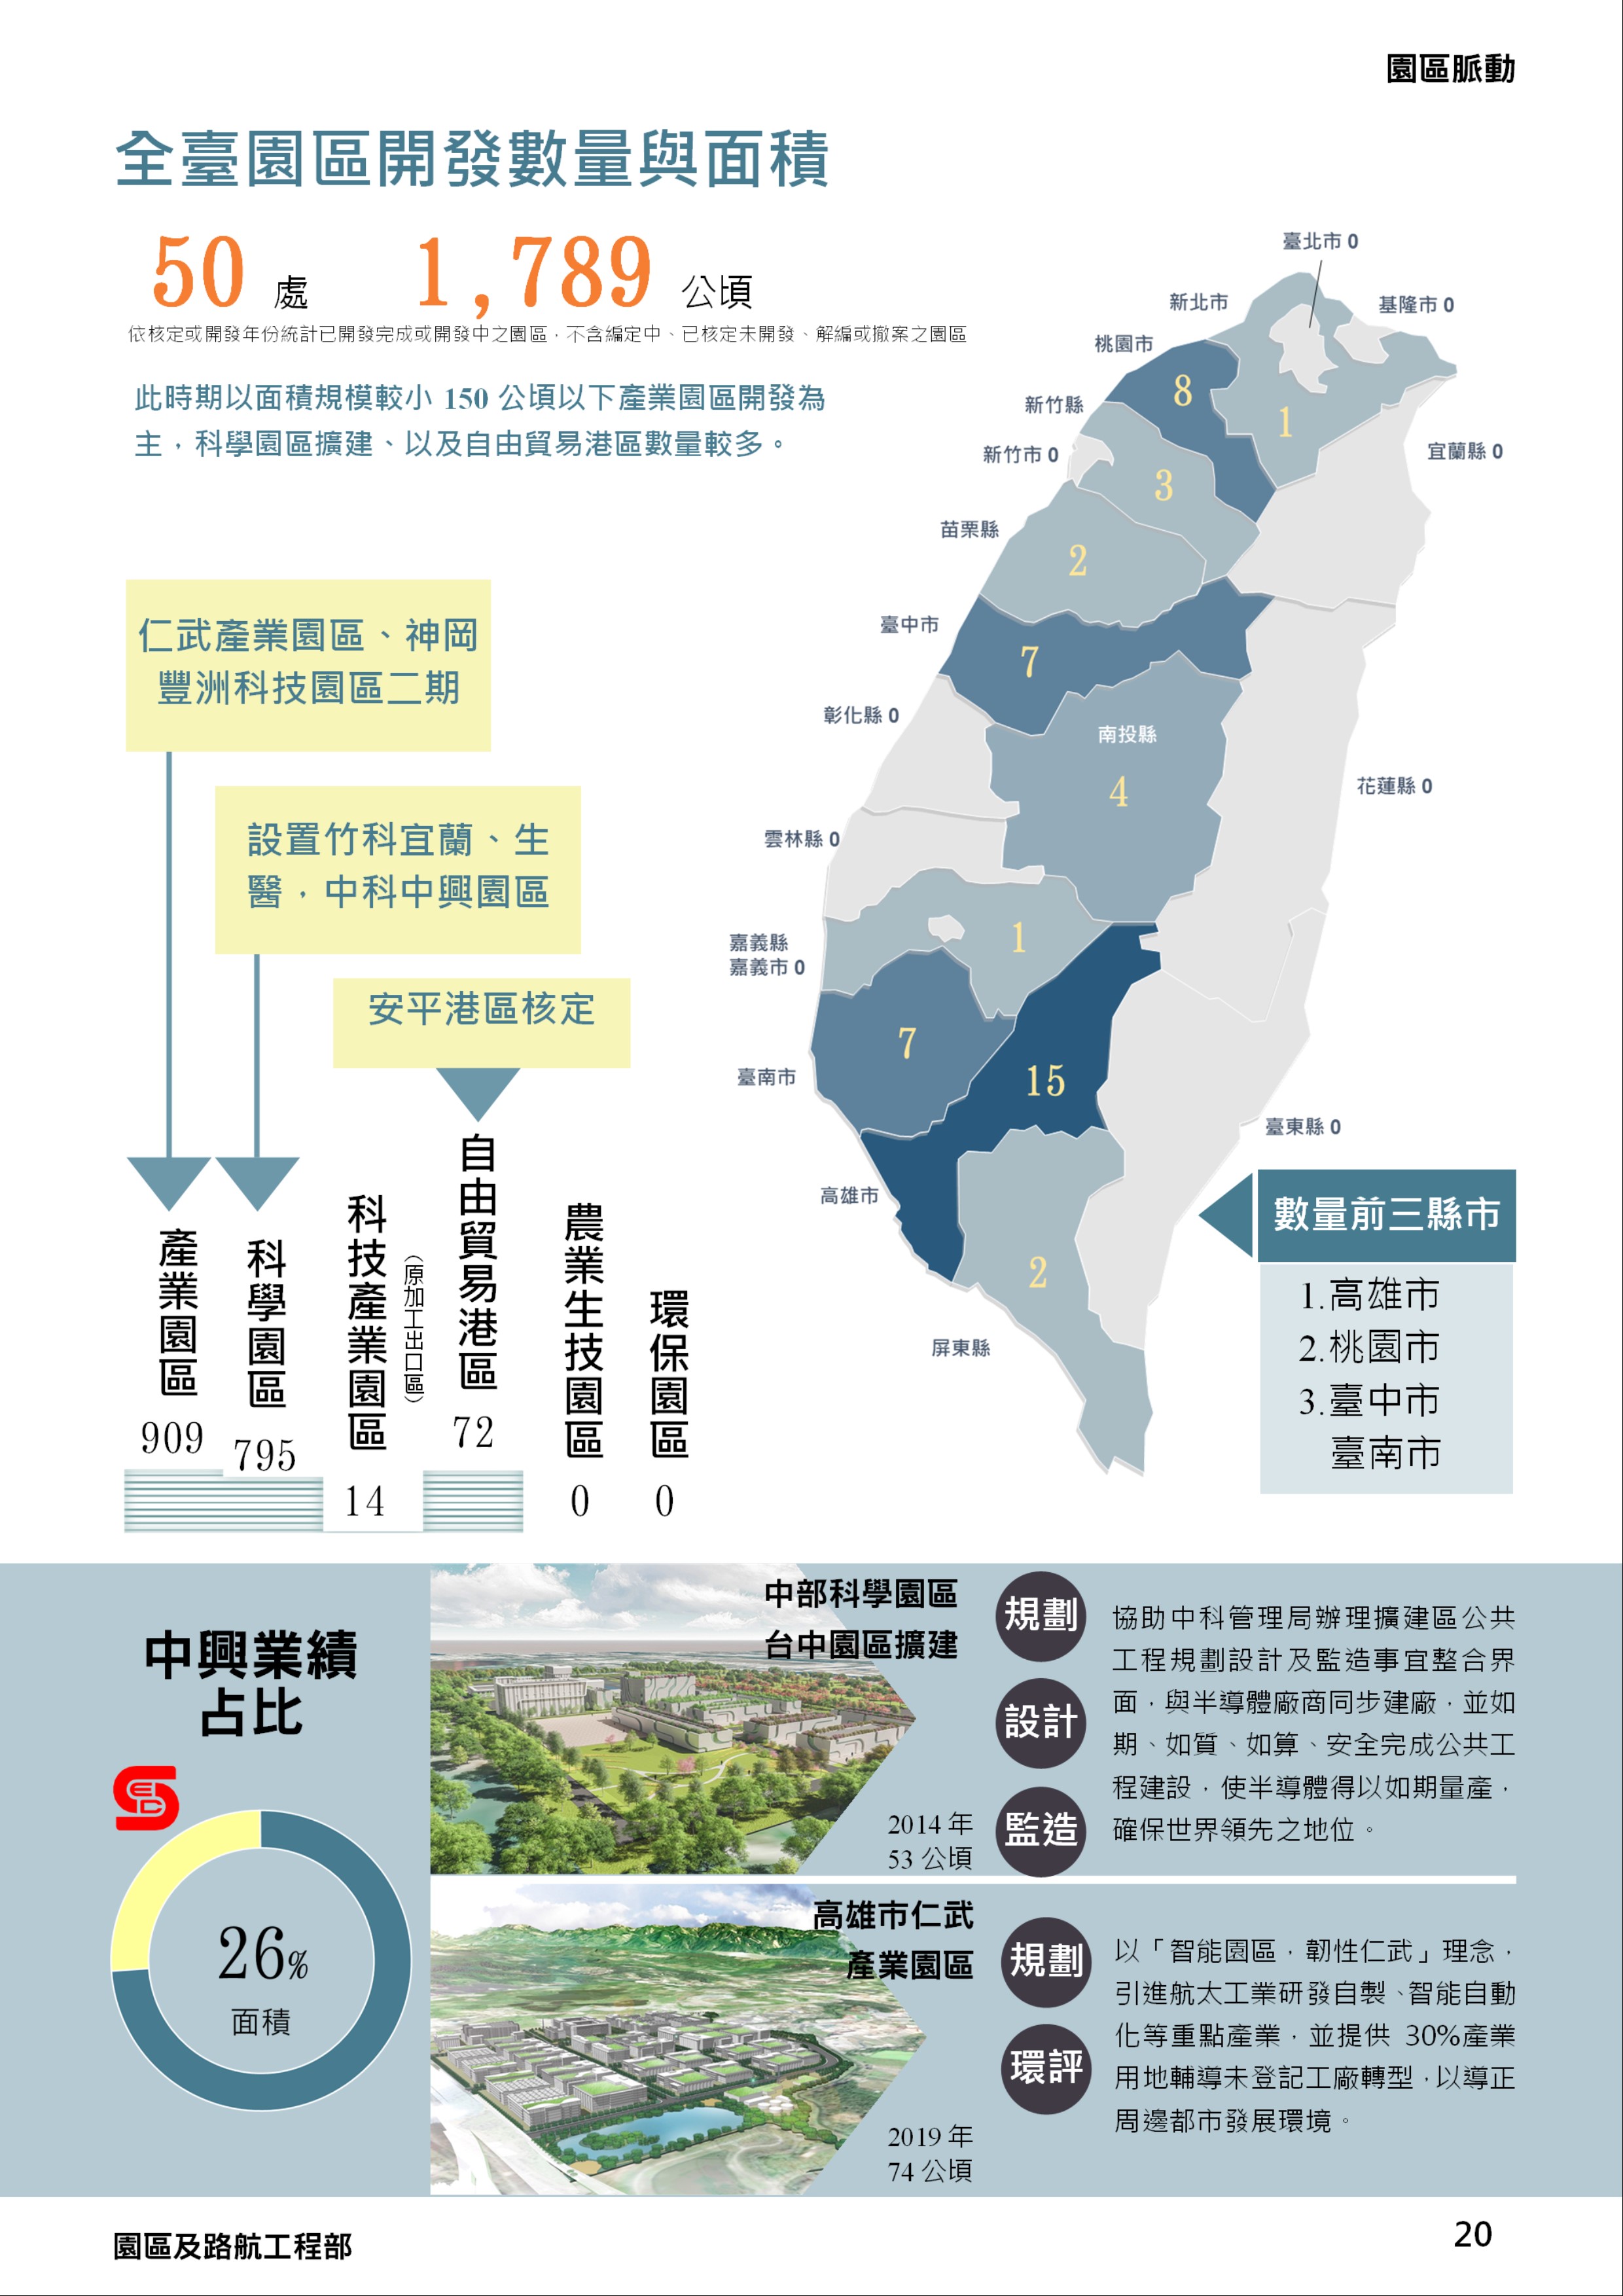 園區脈動
全臺園區開發數量與面積
50 處 1,789 公頃
依核定或開發年份統計已開發完成或開發中之園區，不含編定中、已核定未開發、解編或撤案之園區
此時期以面積規模較小 150 公頃以下產業園區開發為
主，科學園區擴建、以及自由貿易港區數量較多。
臺北市 0
新北市
1
基隆市 0
桃園市
8
新竹縣
3
新竹市 0
宜蘭縣 0
苗栗縣
2
臺中市
7
彰化縣 0
南投縣
4
花蓮縣 0
雲林縣 0
嘉義縣
1
嘉義市 0
臺南市
7
高雄市
15
臺東縣 0
屏東縣
2
數量前三縣市
1.高雄市
2.桃園市
3.臺中市
臺南市
仁武產業園區、神岡
豐洲科技園區二期
設置竹科宜蘭、生
醫，中科中興園區
安平港區核定
產業園區
909
科學園區
795
科技產業園區
（原加工出口區）
14
自由貿易港區
72
農業生技園區
0
環保園區
0
中興業績
占比
26%
面積
中部科學園區
台中園區擴建
2014 年
53 公頃
規劃
設計
監造
協助中科管理局辦理擴建區公共
工程規劃設計及監造事宜整合界
面，與半導體廠商同步建廠，並如
期、如質、如算、安全完成公共工
程建設，使半導體得以如期量產，
確保世界領先之地位。
高雄市仁武
產業園區
2019 年
74 公頃
規劃
環評
以「智能園區，韌性仁武」理念，
引進航太工業研發自製、智能自動
化等重點產業，並提供 30%產業
用地輔導未登記工廠轉型，以導正
周邊都市發展環境。
園區及路航工程部
20